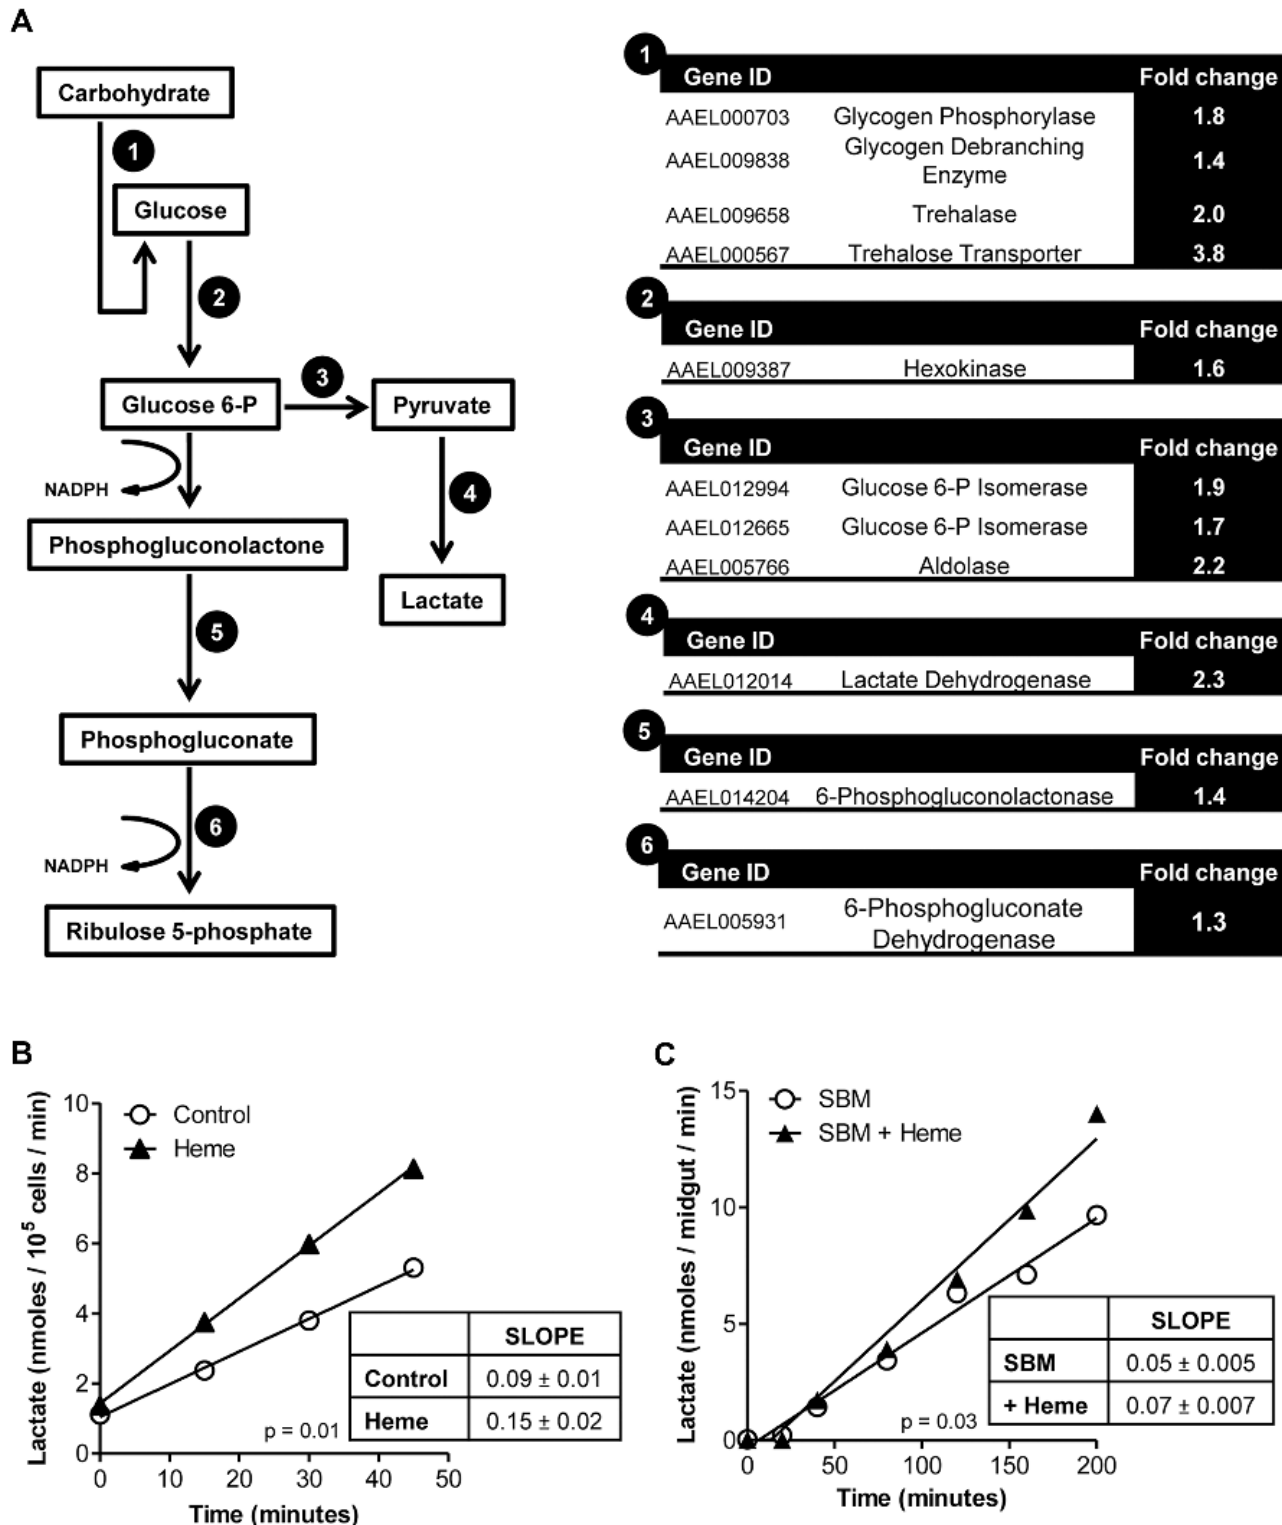 A
Carbohydrate
1
Glucose
2
Glucose 6-P
3
Pyruvate
NADPH
4
Phosphogluconolactone
Lactate
5
Phosphogluconate
6
NADPH
Ribulose 5-phosphate
1
Gene ID Fold change
AAEL000703 Glycogen Phosphorylase 1.8
AAEL009838 Glycogen Debranching Enzyme 1.4
AAEL009658 Trehalase 2.0
AAEL000567 Trehalose Transporter 3.8
2
Gene ID Fold change
AAEL009387 Hexokinase 1.6
3
Gene ID Fold change
AAEL012994 Glucose 6-P Isomerase 1.9
AAEL012665 Glucose 6-P Isomerase 1.7
AAEL005766 Aldolase 2.2
4
Gene ID Fold change
AAEL012014 Lactate Dehydrogenase 2.3
5
Gene ID Fold change
AAEL014204 6-Phosphogluconolactonase 1.4
6
Gene ID Fold change
AAEL005931 6-Phosphogluconate Dehydrogenase 1.3
B
Lactate (nmoles / 10⁵ cells / min)
10
8
6
4
2
0
Control
Heme
SLOPE
Control 0.09 ± 0.01
Heme 0.15 ± 0.02
p = 0.01
0 10 20 30 40 50
Time (minutes)
C
Lactate (nmoles / midgut / min)
15
10
5
0
SBM
SBM + Heme
SLOPE
SBM 0.05 ± 0.005
+ Heme 0.07 ± 0.007
p = 0.03
0 50 100 150 200
Time (minutes)